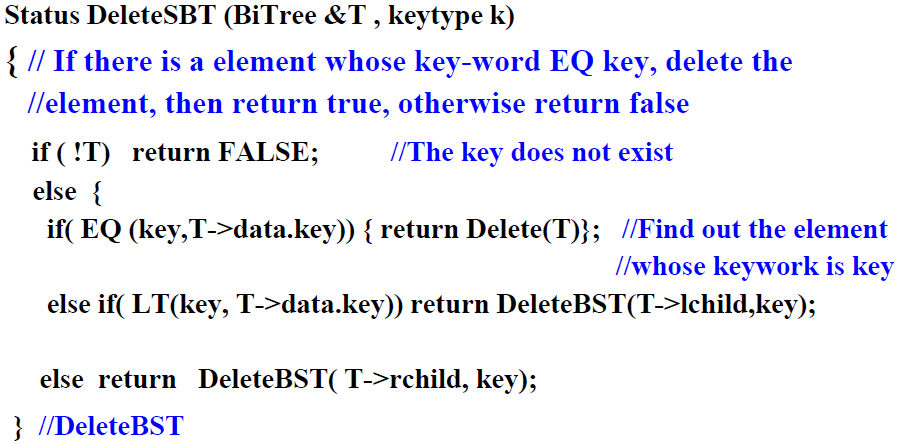 Status DeleteSBT (BiTree &T , keytype k)
{ // If there is a element whose key-word EQ key, delete the
//element, then return true, otherwise return false
if ( !T) return FALSE; //The key does not exist
else {
if( EQ (key,T->data.key)) { return Delete(T)}; //Find out the element
//whose keywork is key
else if( LT(key, T->data.key)) return DeleteBST(T->lchild,key);
else return DeleteBST( T->rchild, key);
} //DeleteBST